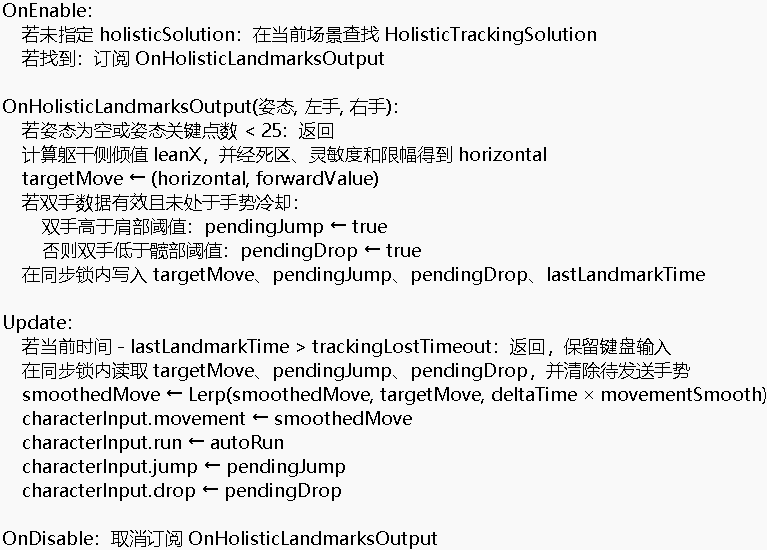 OnEnable:
若未指定 holisticSolution：在当前场景查找 HolisticTrackingSolution
若找到：订阅 OnHolisticLandmarksOutput
OnHolisticLandmarksOutput(姿态, 左手, 右手):
若姿态为空或姿态关键点数 < 25：返回
计算躯干侧倾值 leanX，并经死区、灵敏度和限幅得到 horizontal
targetMove ← (horizontal, forwardValue)
若双手数据有效且未处于手势冷却：
双手高于肩部阈值：pendingJump ← true
否则双手低于髋部阈值：pendingDrop ← true
在同步锁内写入 targetMove、pendingJump、pendingDrop、lastLandmarkTime
Update:
若当前时间 - lastLandmarkTime > trackingLostTimeout：返回，保留键盘输入
在同步锁内读取 targetMove、pendingJump、pendingDrop，并清除待发送手势
smoothedMove ← Lerp(smoothedMove, targetMove, deltaTime × movementSmooth)
characterInput.movement ← smoothedMove
characterInput.run ← autoRun
characterInput.jump ← pendingJump
characterInput.drop ← pendingDrop
OnDisable：取消订阅 OnHolisticLandmarksOutput